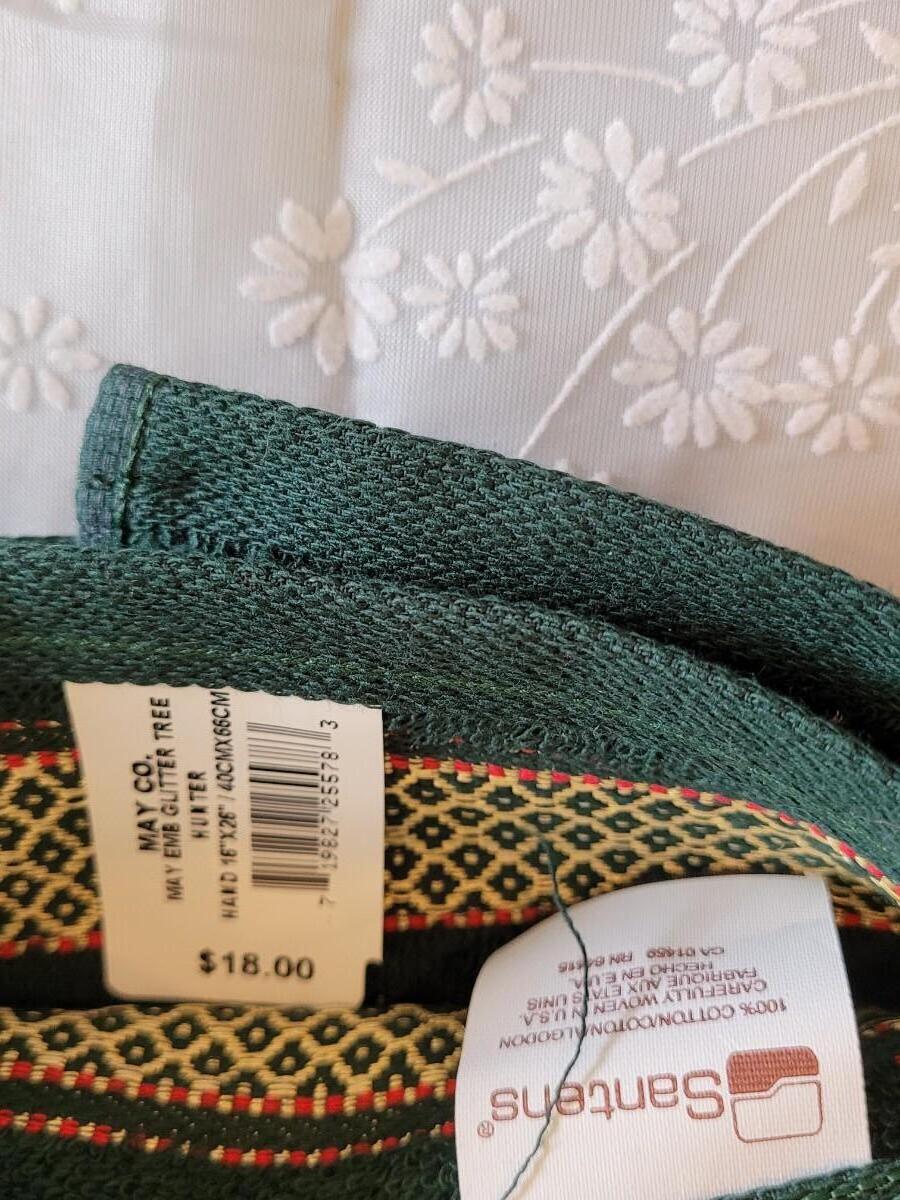 MAY CO.
MAY EMB GLITTER TREE
HUNTER
HAND 16"X26" / 40CMX66CM
7 19827 25578 3
$18.00
Santens®
100% COTTON/COTON/ALGODON
CAREFULLY WOVEN IN U.S.A
FABRIQUE AUX ETATS UNIS
HECHO EN E.U.A.
CA 01459 RN 64415